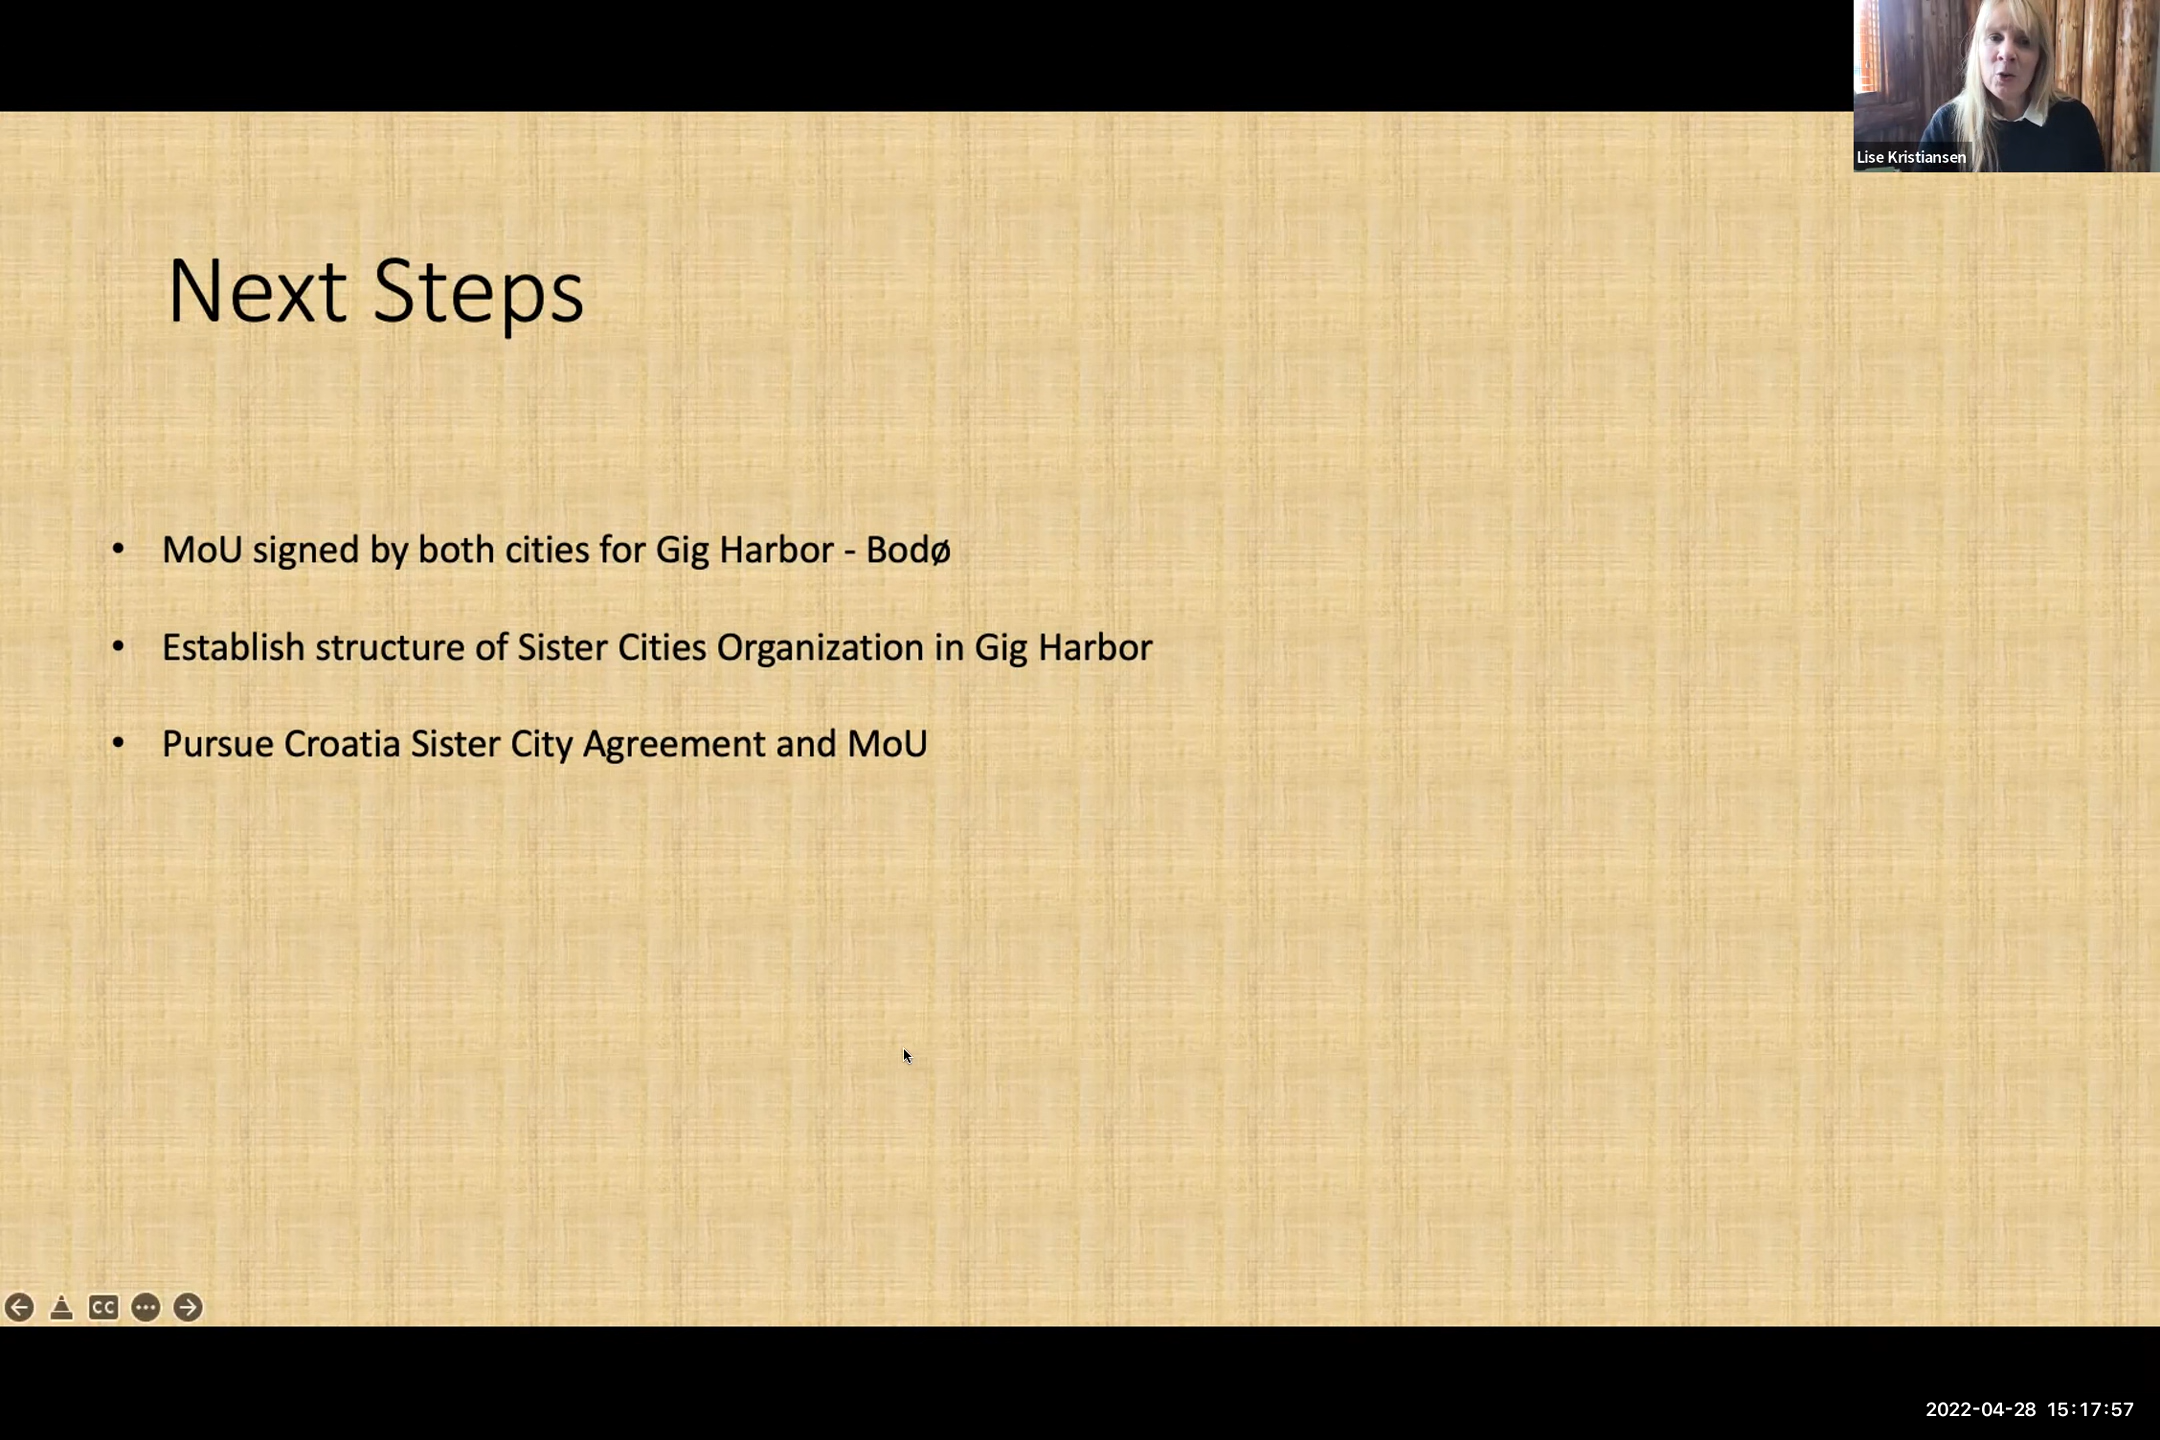 Lise Kristiansen
Next Steps
• MoU signed by both cities for Gig Harbor - Bodø
• Establish structure of Sister Cities Organization in Gig Harbor
• Pursue Croatia Sister City Agreement and MoU
CC
2022-04-28 15:17:57